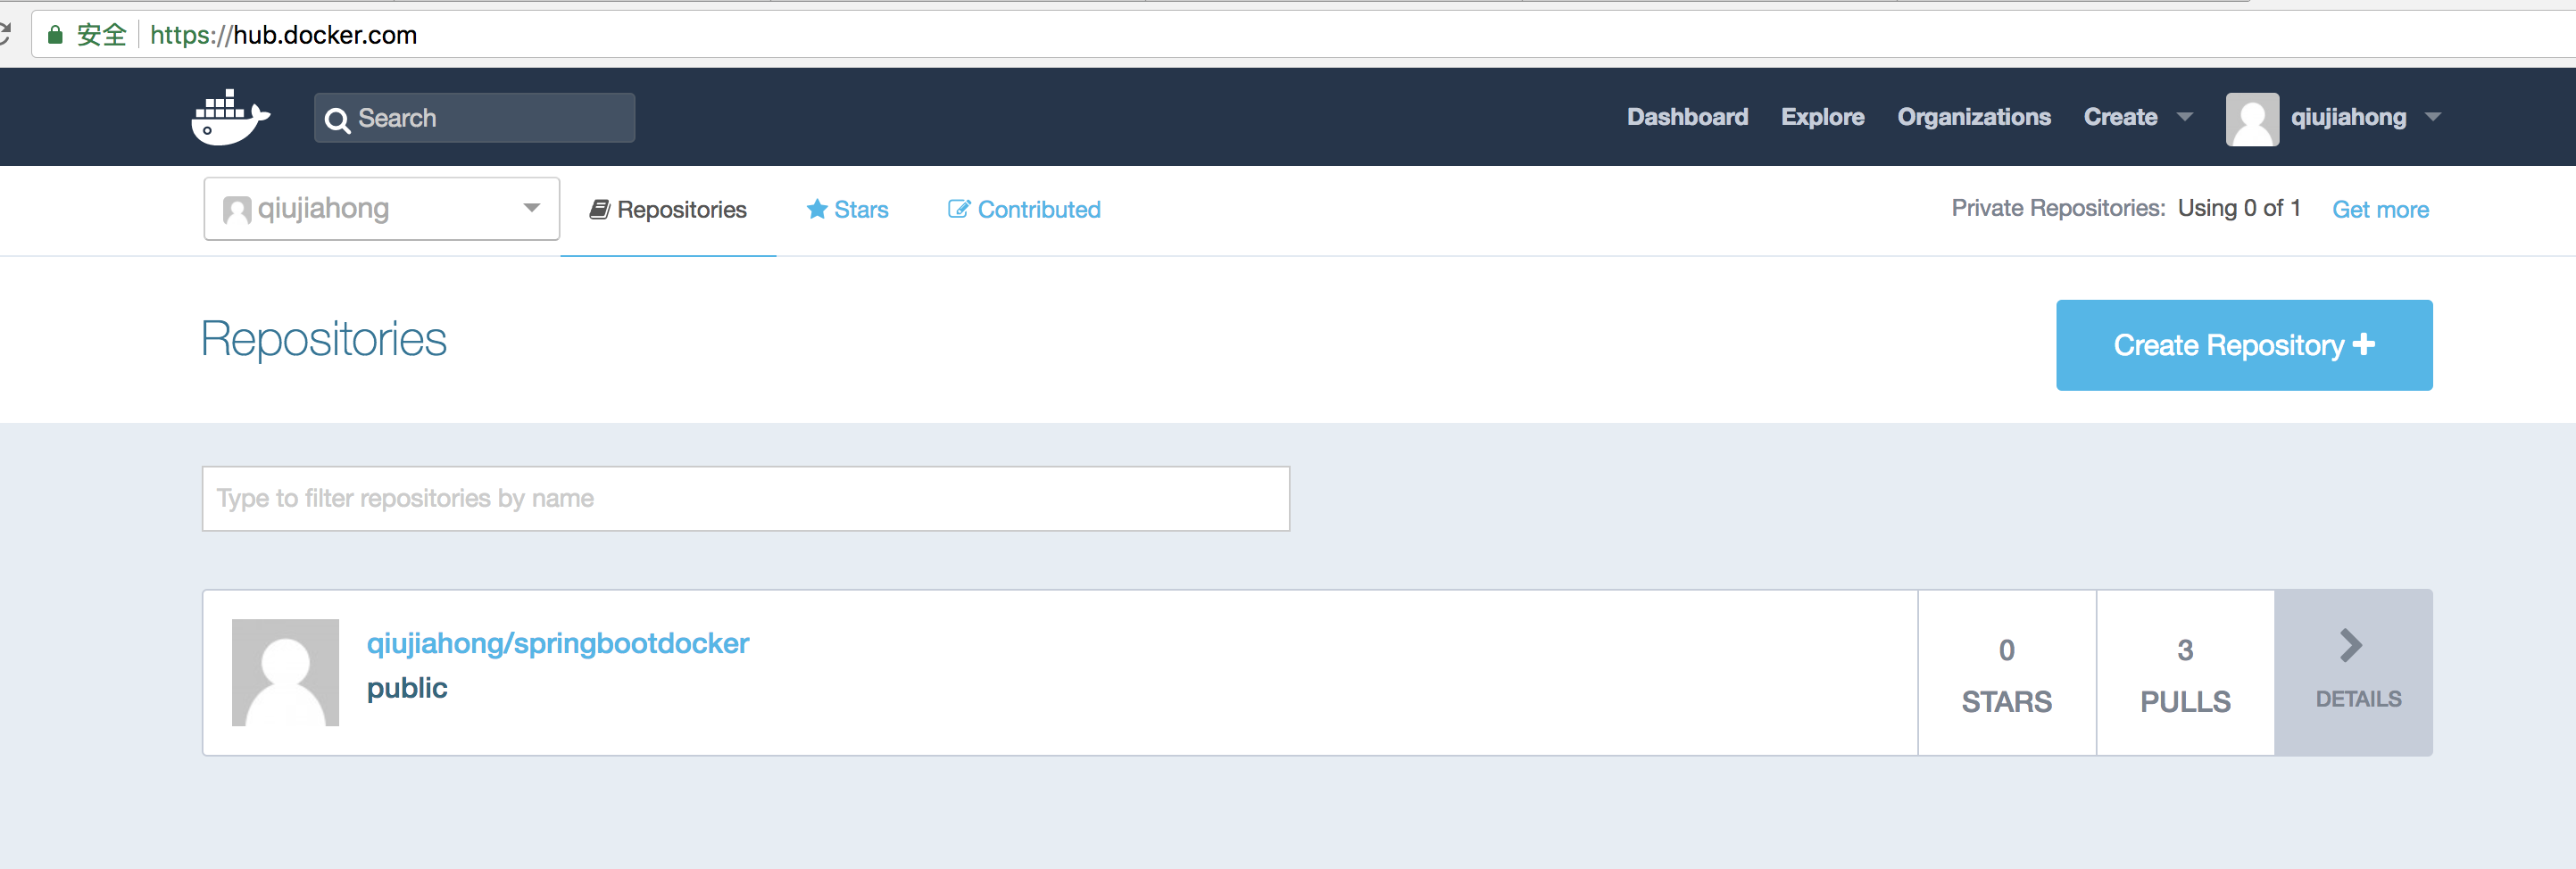 安全 https://hub.docker.com
Search Dashboard Explore Organizations Create qiujiahong
qiujiahong Repositories Stars Contributed Private Repositories: Using 0 of 1 Get more
Repositories
Create Repository
Type to filter repositories by name
qiujiahong/springbootdocker
public
0
STARS
3
PULLS
DETAILS